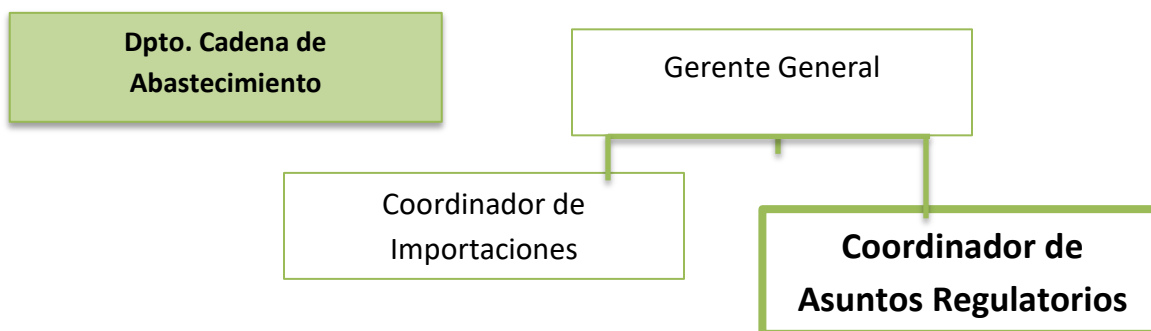 Dpto. Cadena de
Abastecimiento
Gerente General
Coordinador de
Importaciones
Coordinador de
Asuntos Regulatorios